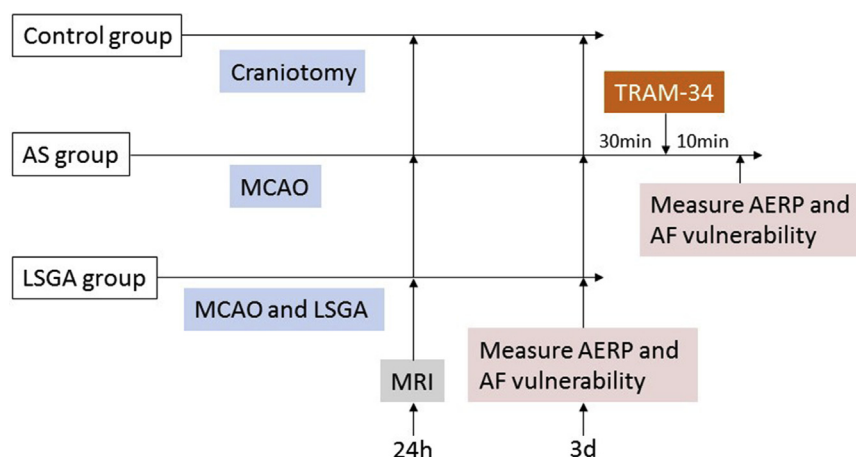 Control group
Craniotomy
TRAM-34
30min
10min
AS group
MCAO
Measure AERP and
AF vulnerability
LSGA group
MCAO and LSGA
Measure AERP and
AF vulnerability
MRI
24h
3d